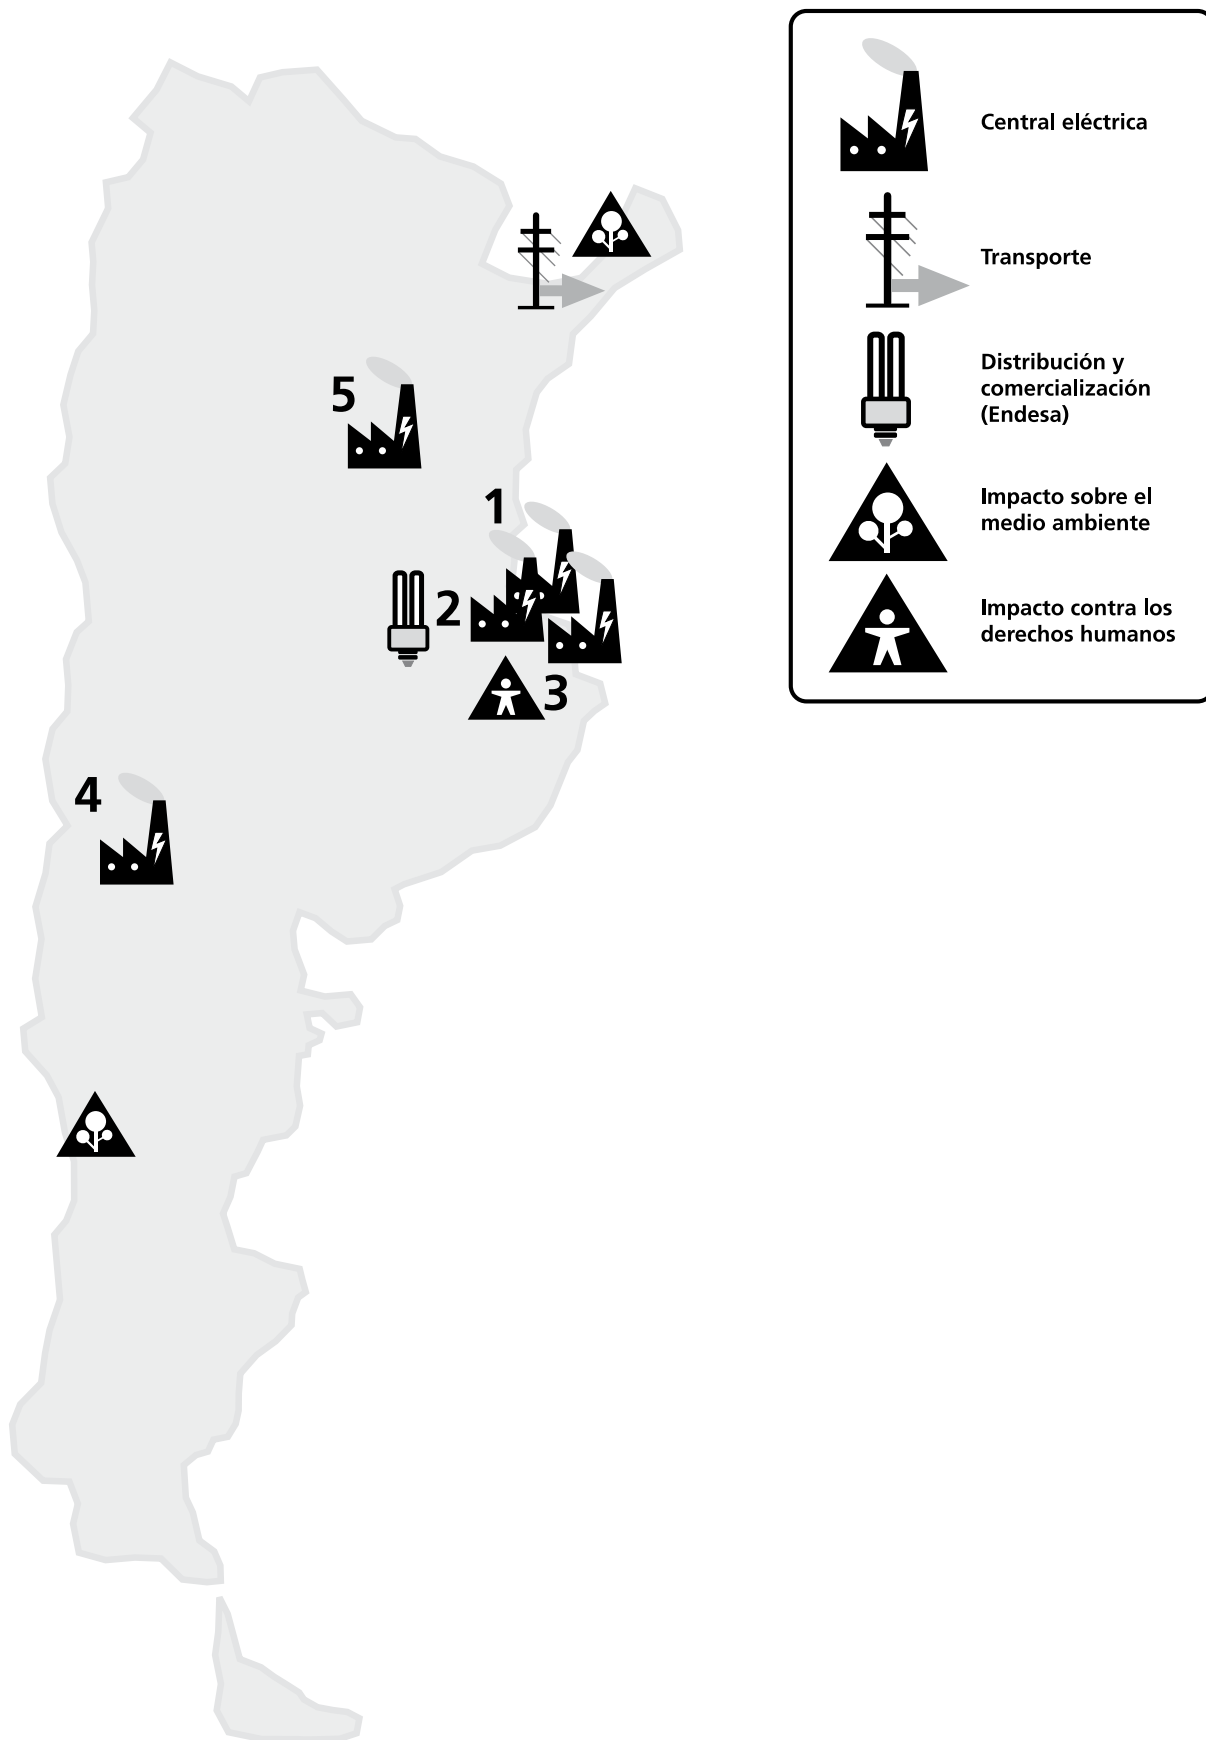 Central eléctrica
Transporte
Distribución y
comercialización
(Endesa)
Impacto sobre el
medio ambiente
Impacto contra los
derechos humanos
5
1
2
3
4